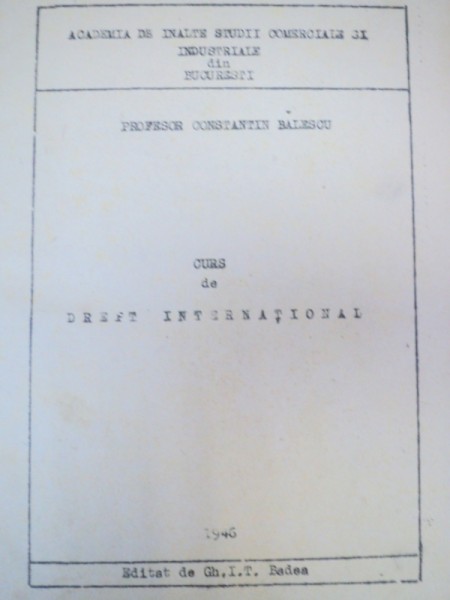 ACADEMIA DE INALTE STUDII COMERCIALE SI
INDUSTRIALE
din
BUCURESTI
PROFESOR CONSTANTIN BALESCU
CURS
de
DREPT INTERNAȚIONAL
1946
Editat de Gh.I.T. Badea